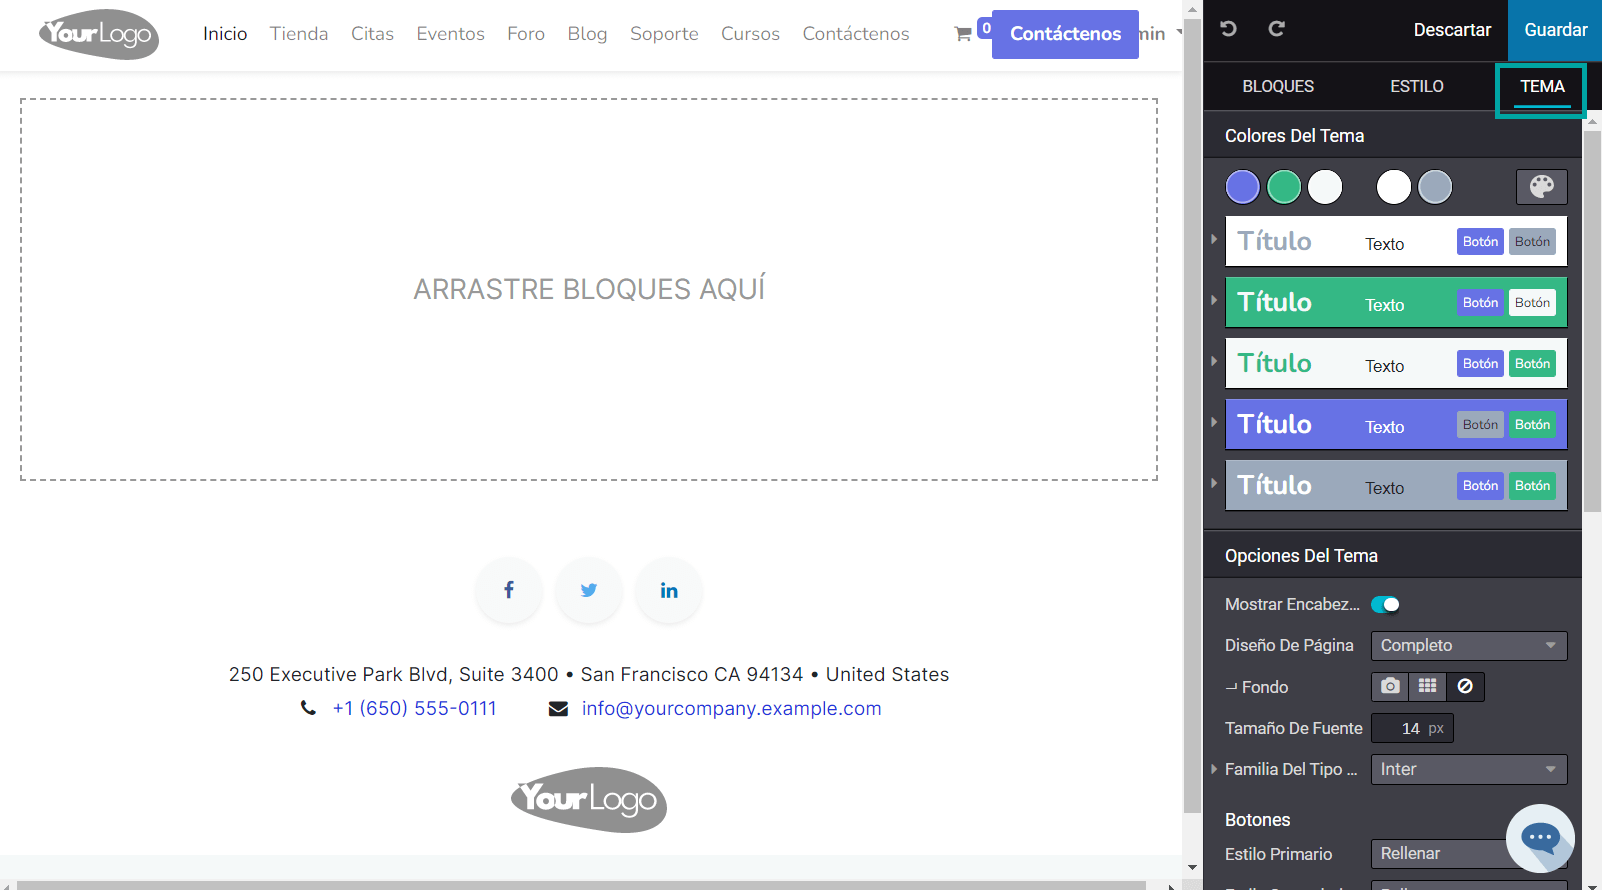 YourLogo Inicio Tienda Citas Eventos Foro Blog Soporte Cursos Contáctenos 0 Contáctenos min
Descartar Guardar
BLOQUES ESTILO TEMA
Colores Del Tema
Título Texto Botón Botón
Título Texto Botón Botón
Título Texto Botón Botón
Título Texto Botón Botón
Título Texto Botón Botón
ARRASTRE BLOQUES AQUÍ
Opciones Del Tema
Mostrar Encabez...
Diseño De Página Completo
Fondo
Tamaño De Fuente 14 px
Familia Del Tipo ... Inter
Botones
Estilo Primario Rellenar
250 Executive Park Blvd, Suite 3400 • San Francisco CA 94134 • United States
+1 (650) 555-0111 info@yourcompany.example.com
YourLogo